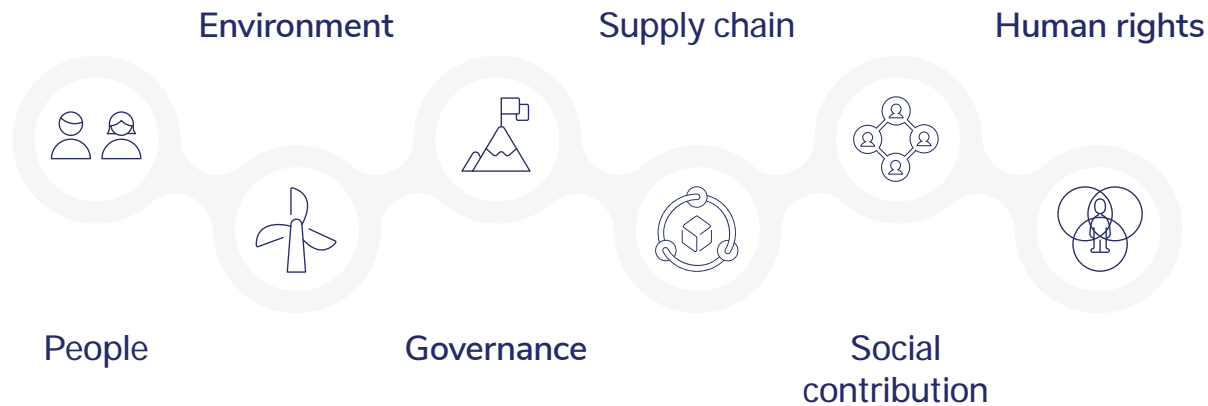 Environment
Supply chain
Human rights
People
Governance
Social
contribution